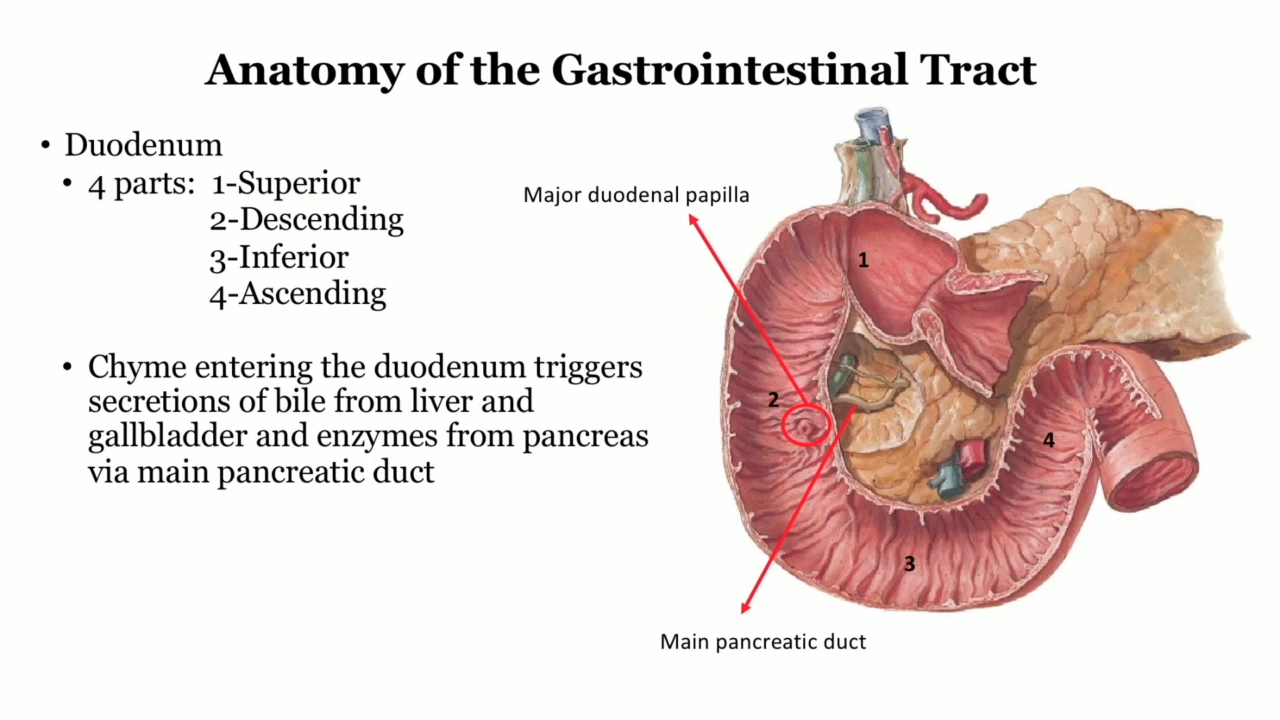 Anatomy of the Gastrointestinal Tract
• Duodenum
• 4 parts: 1-Superior
2-Descending
3-Inferior
4-Ascending
• Chyme entering the duodenum triggers
secretions of bile from liver and
gallbladder and enzymes from pancreas
via main pancreatic duct
Major duodenal papilla
1
2
4
3
Main pancreatic duct